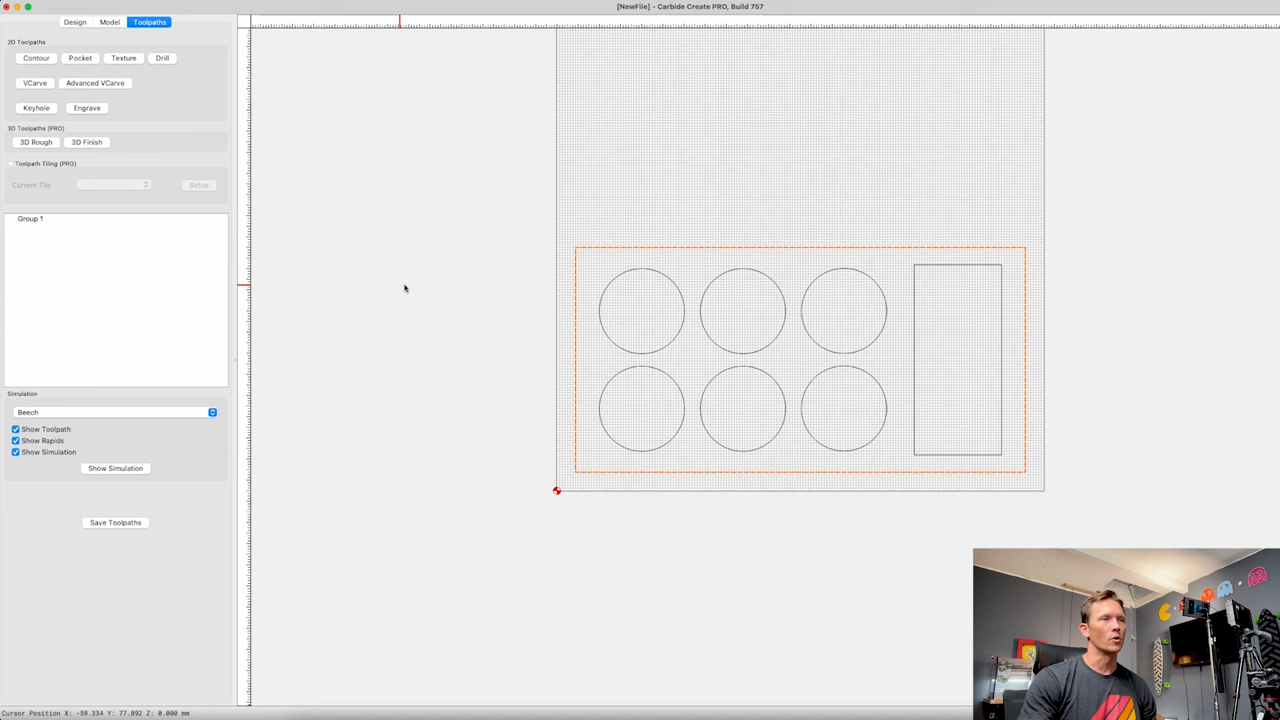 [NewFile] - Carbide Create PRO, Build 757
Design Model Toolpaths
2D Toolpaths
Contour Pocket Texture Drill
VCarve Advanced VCarve
Keyhole Engrave
3D Toolpaths (PRO)
3D Rough 3D Finish
Toolpath Tiling (PRO)
Current Tile Setup
Group 1
Simulation
Beech
Show Toolpath
Show Rapids
Show Simulation
Show Simulation
Save Toolpaths
Cursor Position X: -59.334 Y: 77.892 Z: 0.000 mm